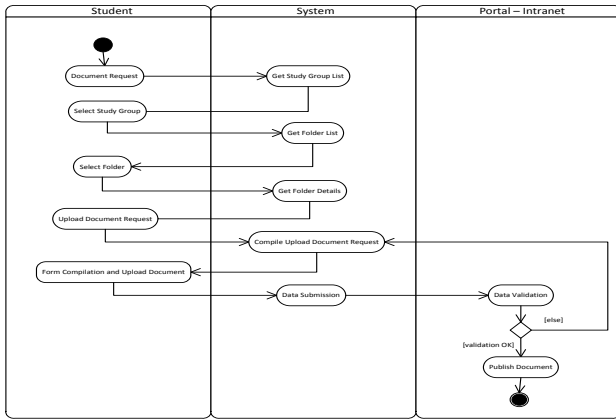 Student
System
Portal – Intranet
Document Request
Get Study Group List
Select Study Group
Get Folder List
Select Folder
Get Folder Details
Upload Document Request
Compile Upload Document Request
Form Compilation and Upload Document
Data Submission
Data Validation
[else]
[validation OK]
Publish Document